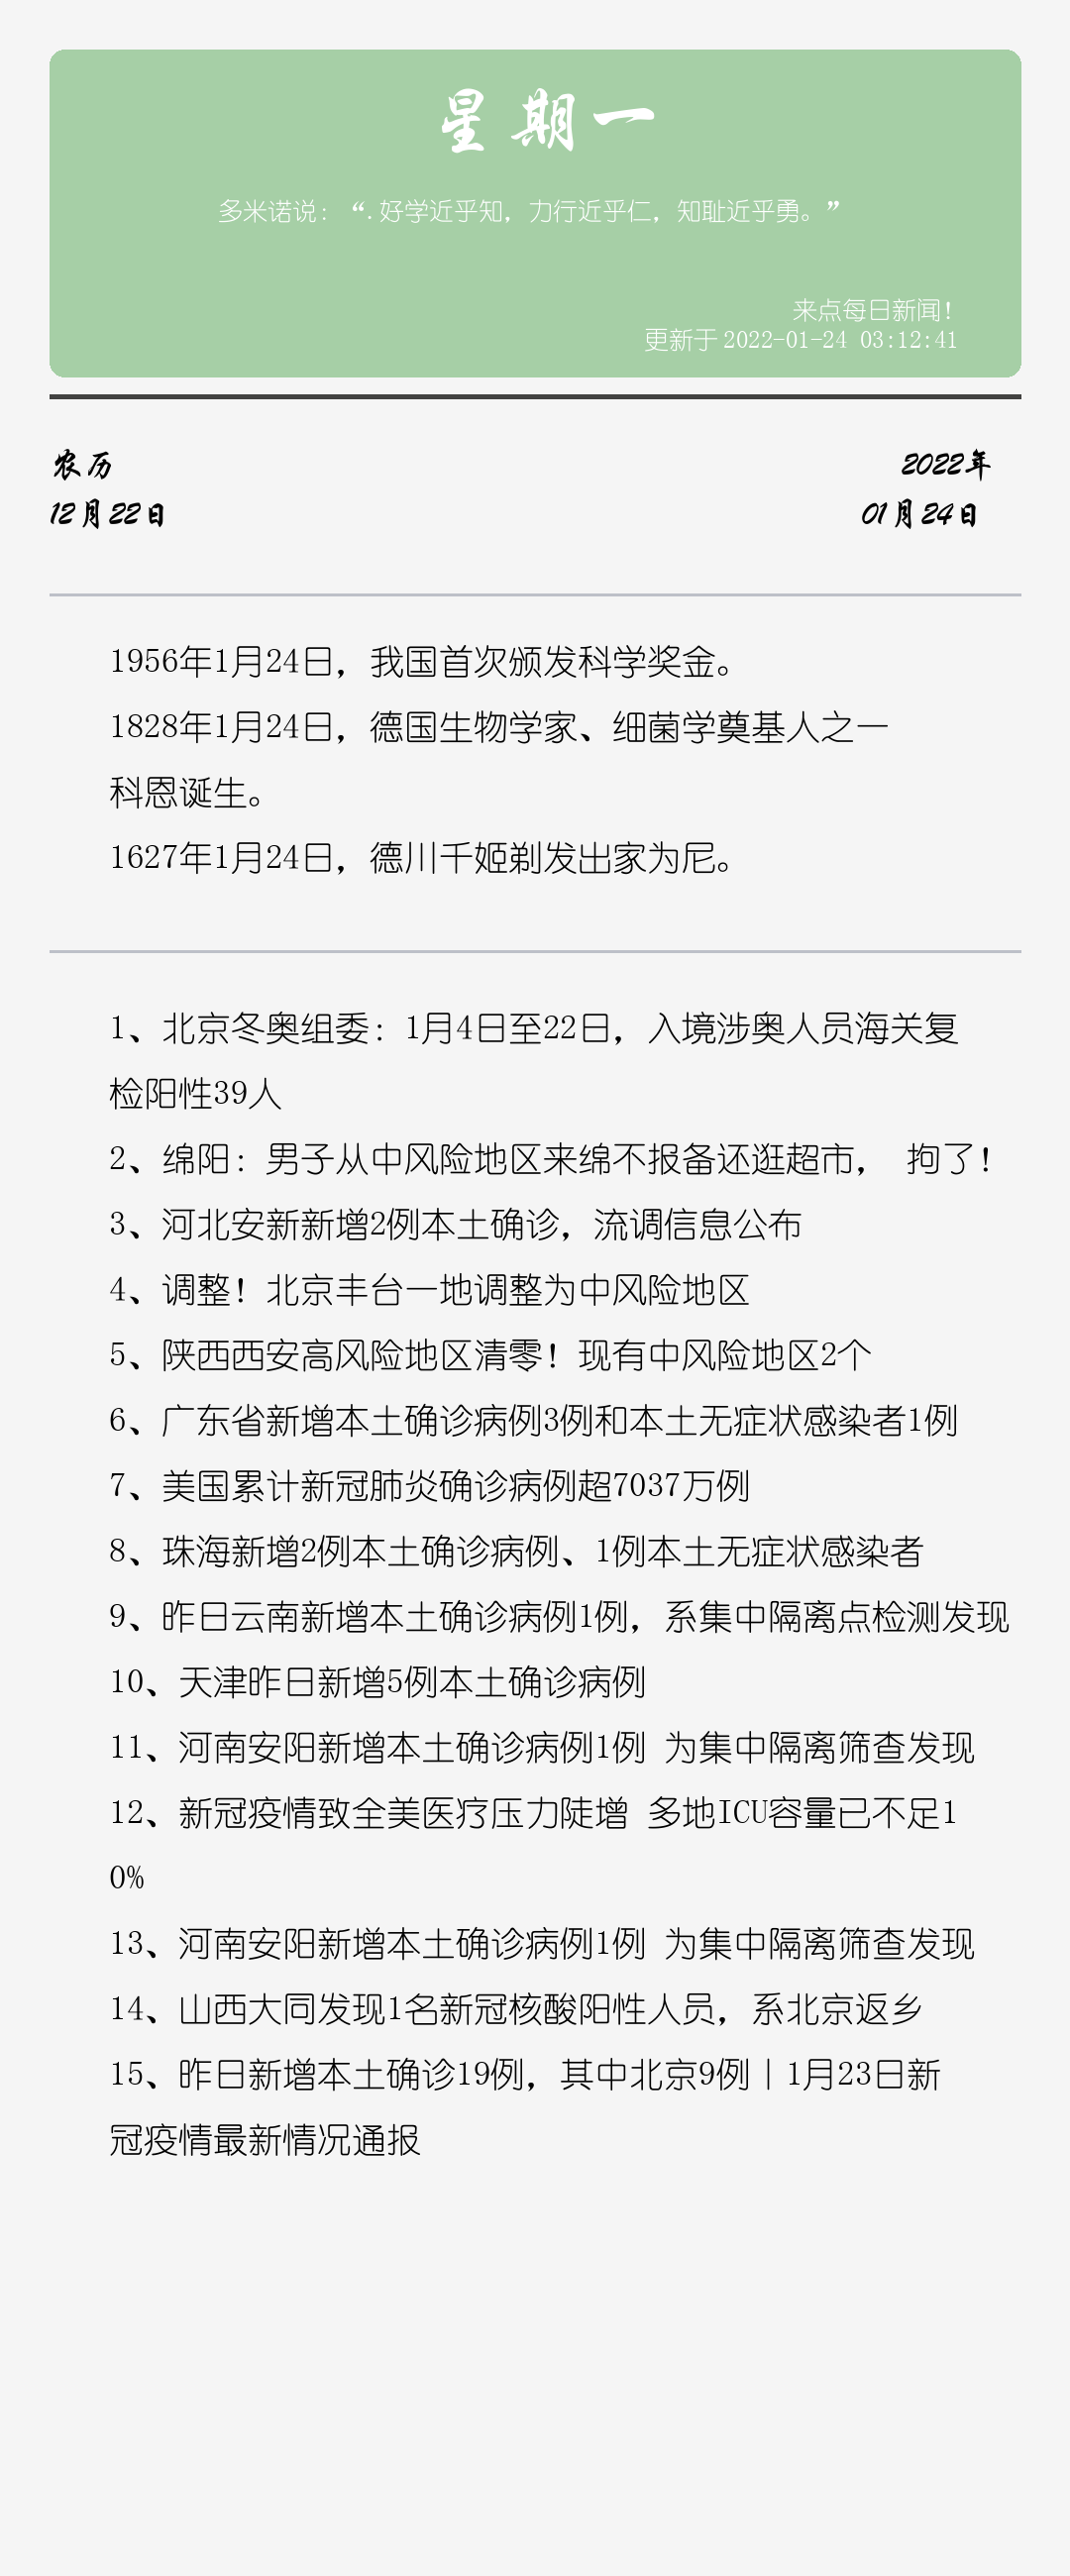 星期一
多米诺说：“.好学近乎知，力行近乎仁，知耻近乎勇。”
来点每日新闻！
更新于 2022-01-24 03:12:41
农历
2022年
12月22日
01月24日
1956年1月24日，我国首次颁发科学奖金。
1828年1月24日，德国生物学家、细菌学奠基人之一
科恩诞生。
1627年1月24日，德川千姬剃发出家为尼。
1、北京冬奥组委：1月4日至22日，入境涉奥人员海关复
检阳性39人
2、绵阳：男子从中风险地区来绵不报备还逛超市， 拘了！
3、河北安新新增2例本土确诊，流调信息公布
4、调整！北京丰台一地调整为中风险地区
5、陕西西安高风险地区清零！现有中风险地区2个
6、广东省新增本土确诊病例3例和本土无症状感染者1例
7、美国累计新冠肺炎确诊病例超7037万例
8、珠海新增2例本土确诊病例、1例本土无症状感染者
9、昨日云南新增本土确诊病例1例，系集中隔离点检测发现
10、天津昨日新增5例本土确诊病例
11、河南安阳新增本土确诊病例1例 为集中隔离筛查发现
12、新冠疫情致全美医疗压力陡增 多地ICU容量已不足1
0%
13、河南安阳新增本土确诊病例1例 为集中隔离筛查发现
14、山西大同发现1名新冠核酸阳性人员，系北京返乡
15、昨日新增本土确诊19例，其中北京9例丨1月23日新
冠疫情最新情况通报